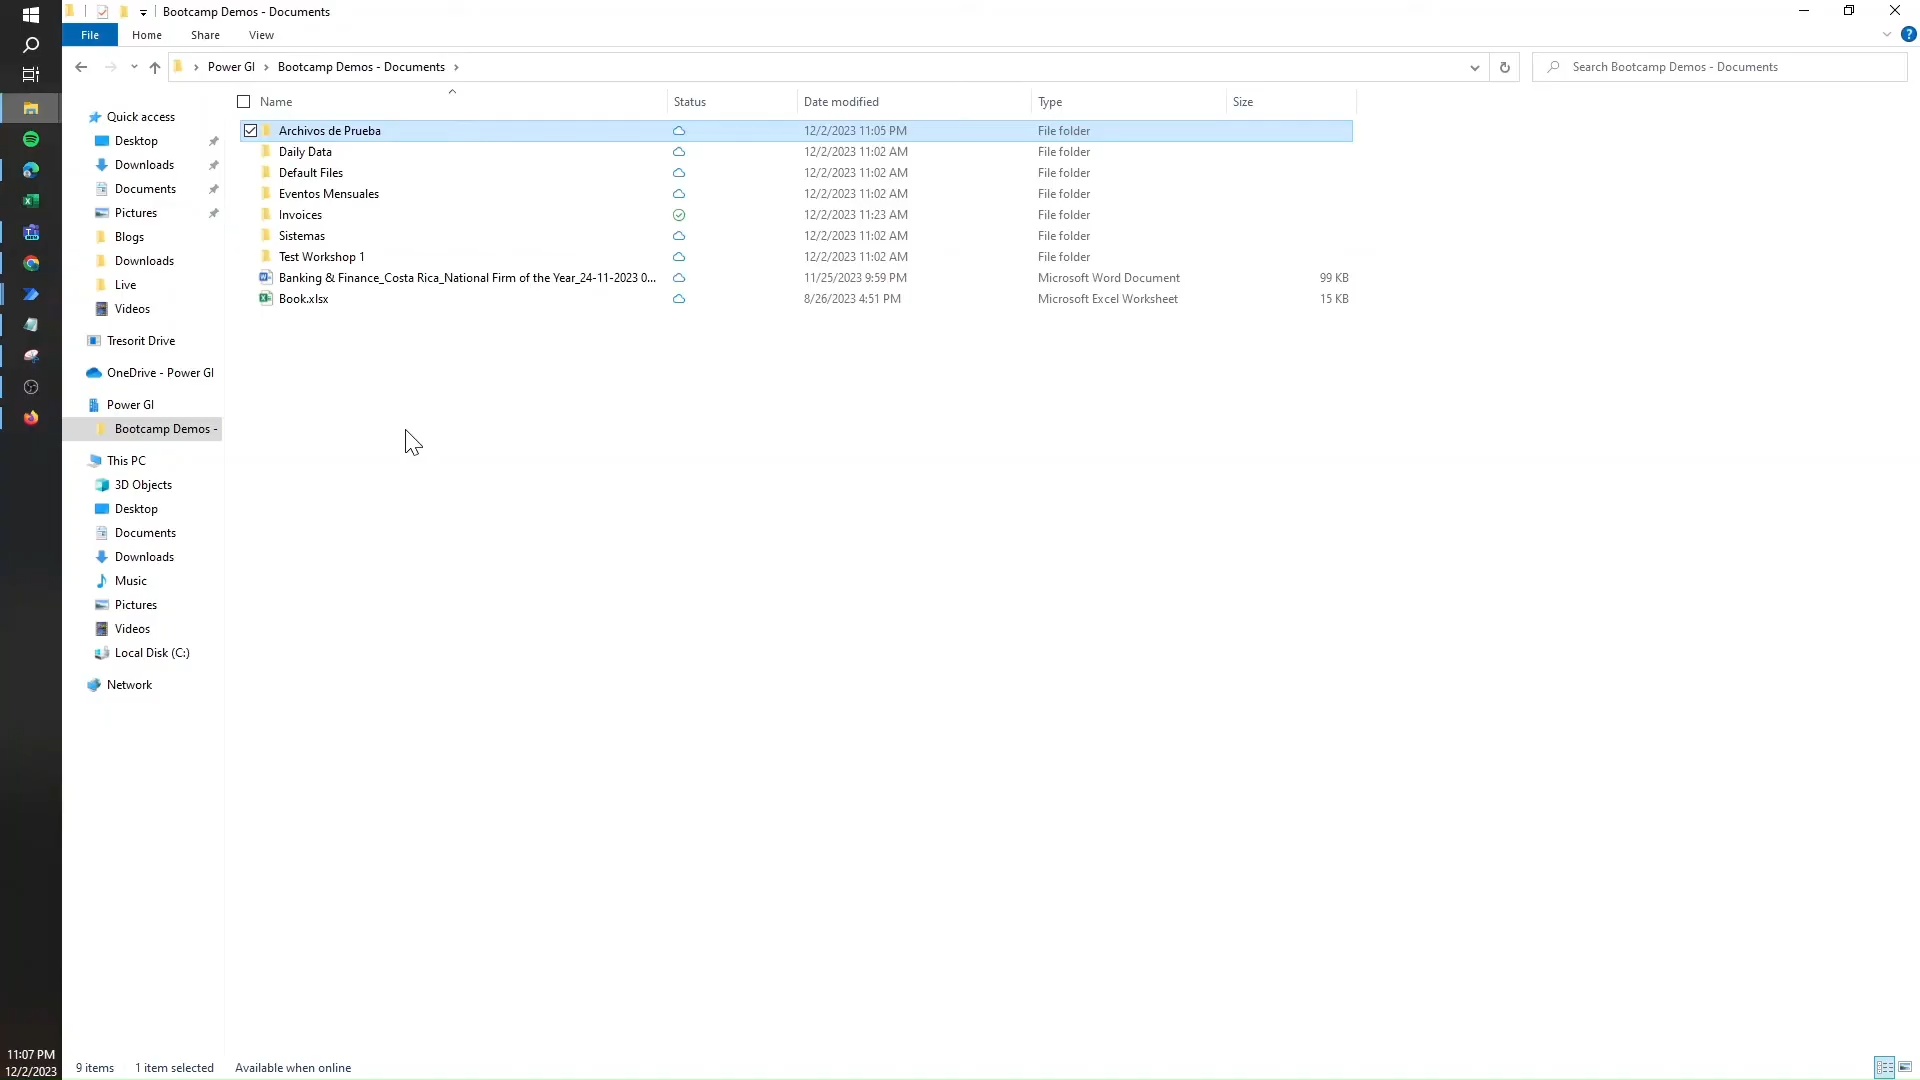 Bootcamp Demos - Documents
File Home Share View
Power GI Bootcamp Demos - Documents
Search Bootcamp Demos - Documents
Name Status Date modified Type Size
Archivos de Prueba 12/2/2023 11:05 PM File folder
Daily Data 12/2/2023 11:02 AM File folder
Default Files 12/2/2023 11:02 AM File folder
Eventos Mensuales 12/2/2023 11:02 AM File folder
Invoices 12/2/2023 11:23 AM File folder
Sistemas 12/2/2023 11:02 AM File folder
Test Workshop 1 12/2/2023 11:02 AM File folder
Banking & Finance_Costa Rica_National Firm of the Year_24-11-2023 0... 11/25/2023 9:59 PM Microsoft Word Document 99 KB
Book.xlsx 8/26/2023 4:51 PM Microsoft Excel Worksheet 15 KB
Quick access
Desktop
Downloads
Documents
Pictures
Blogs
Downloads
Live
Videos
Tresorit Drive
OneDrive - Power GI
Power GI
Bootcamp Demos -
This PC
3D Objects
Desktop
Documents
Downloads
Music
Pictures
Videos
Local Disk (C:)
Network
9 items 1 item selected Available when online
11:07 PM
12/2/2023